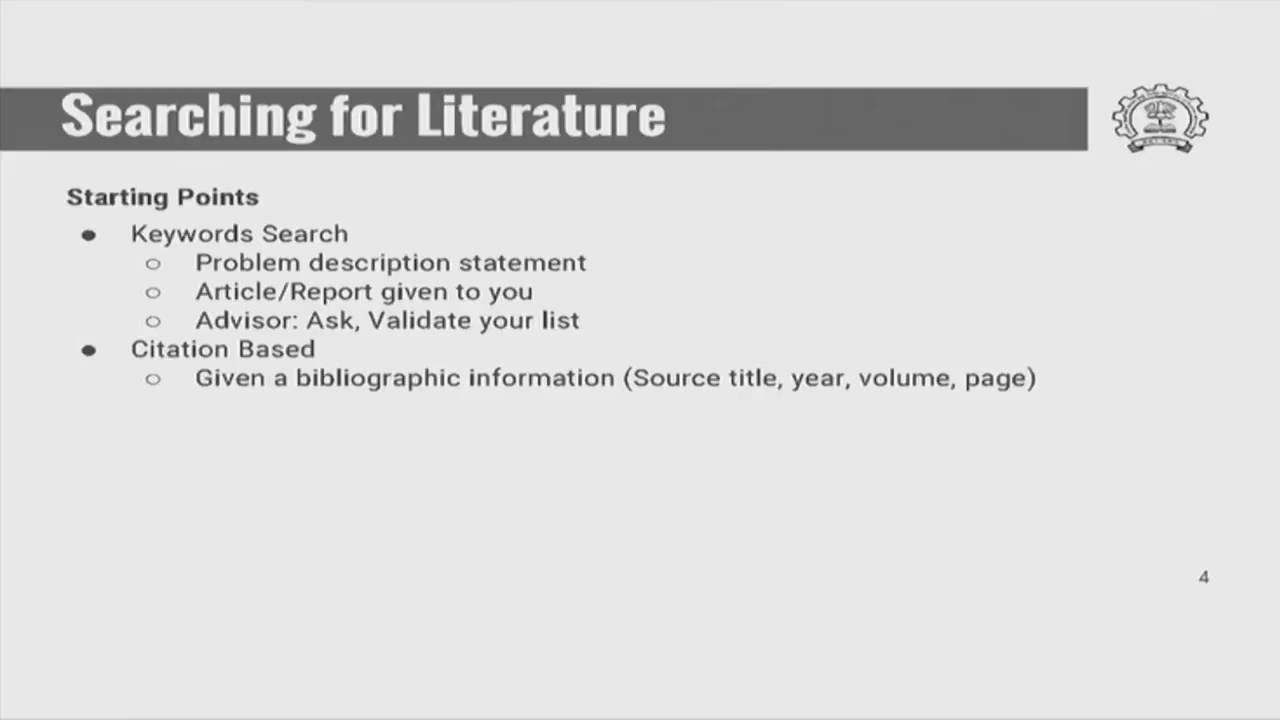 Searching for Literature
Starting Points
● Keywords Search
○ Problem description statement
○ Article/Report given to you
○ Advisor: Ask, Validate your list
● Citation Based
○ Given a bibliographic information (Source title, year, volume, page)
4